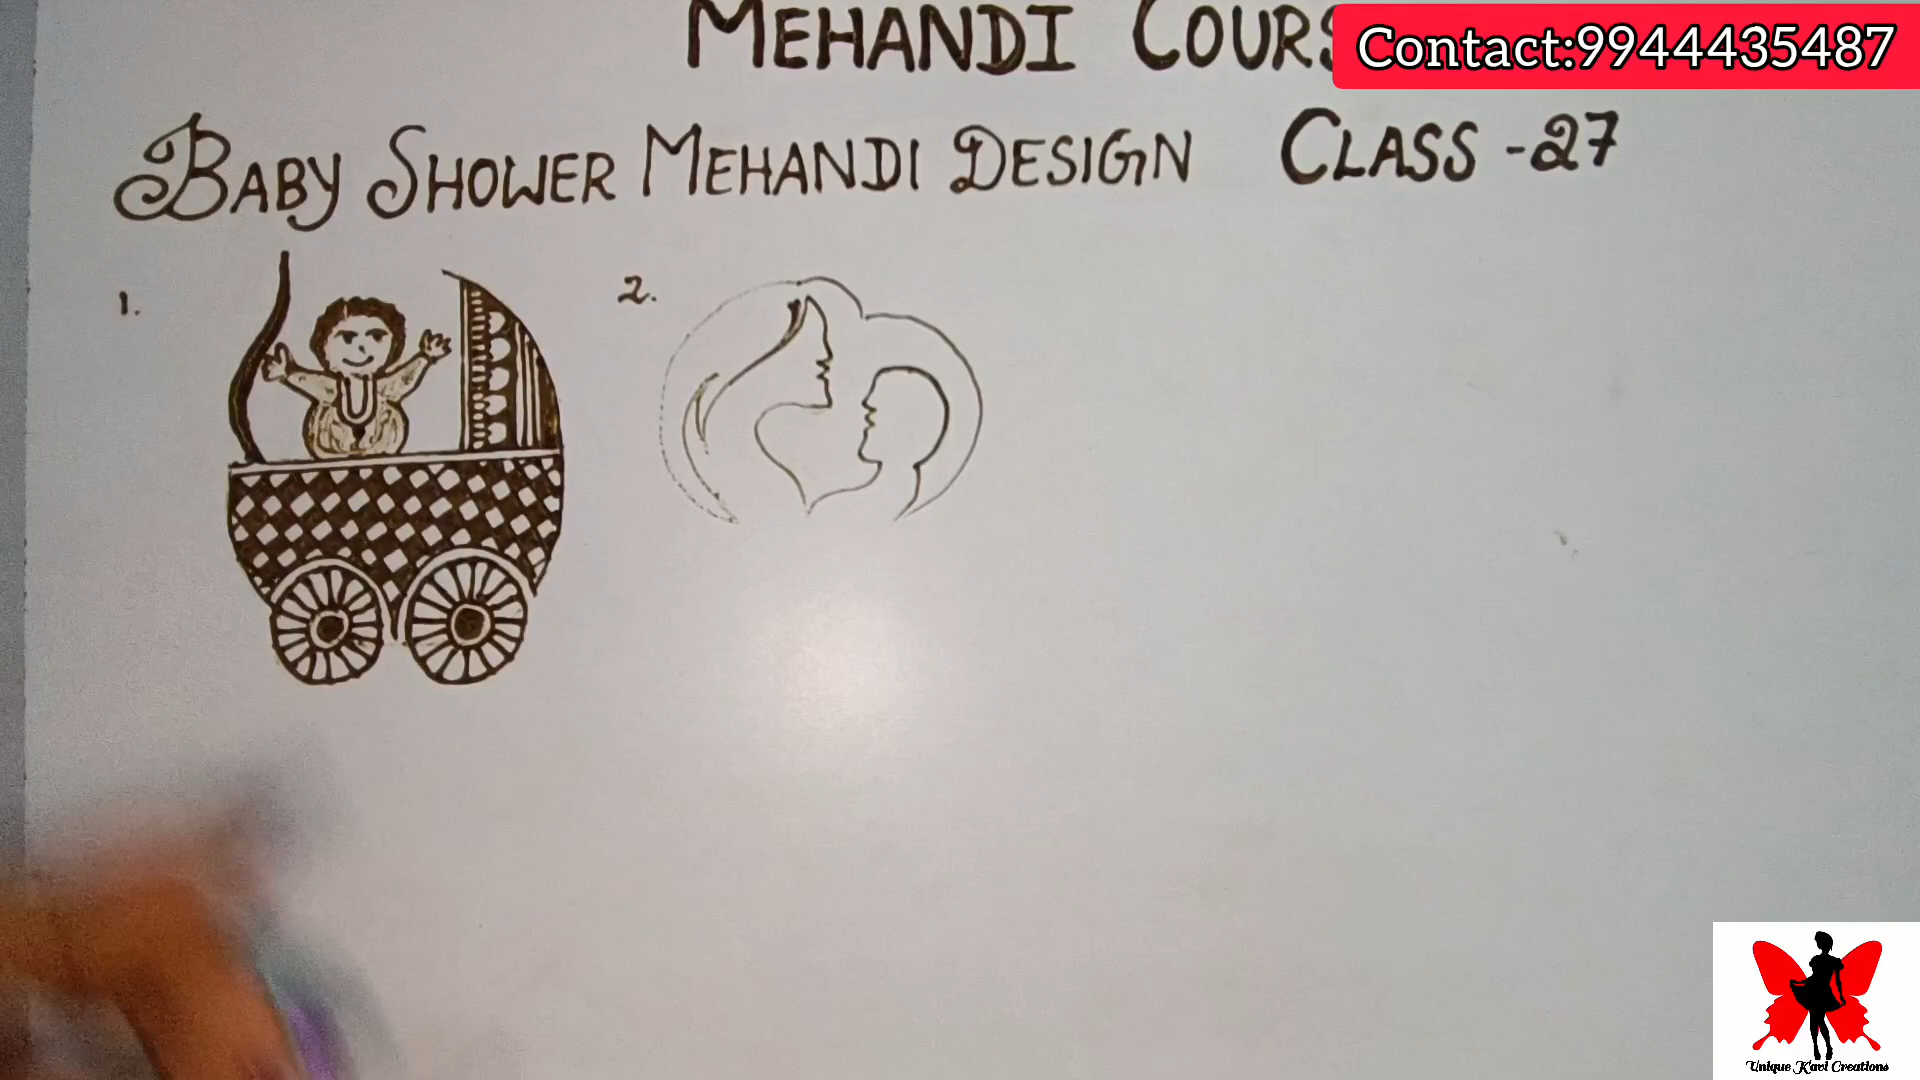 MEHANDI COURS
Contact:9944435487
BABY SHOWER MEHANDI DESIGN CLASS -27
1.
2.
Unique Kavi Creations